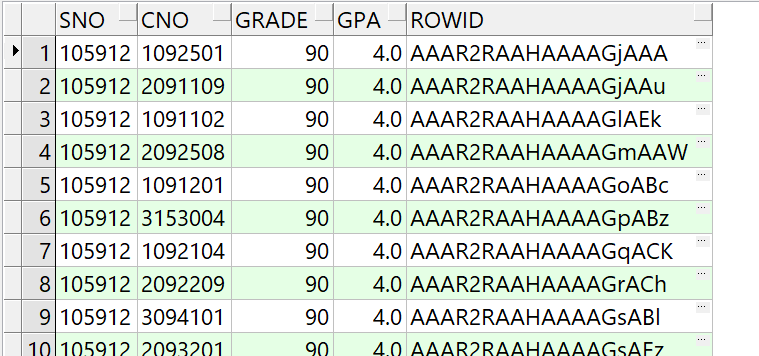 SNO CNO GRADE GPA ROWID
1 105912 1092501 90 4.0 AAAR2RAAHAAAAGjAAA
2 105912 2091109 90 4.0 AAAR2RAAHAAAAGjAAu
3 105912 1091102 90 4.0 AAAR2RAAHAAAAGlAEk
4 105912 2092508 90 4.0 AAAR2RAAHAAAAGmAAW
5 105912 1091201 90 4.0 AAAR2RAAHAAAAGoABc
6 105912 3153004 90 4.0 AAAR2RAAHAAAAGpABz
7 105912 1092104 90 4.0 AAAR2RAAHAAAAGqACK
8 105912 2092209 90 4.0 AAAR2RAAHAAAAGrACh
9 105912 3094101 90 4.0 AAAR2RAAHAAAAGsABl
10 105912 2093201 90 4.0 AAAR2RAAHAAAAGsAEz